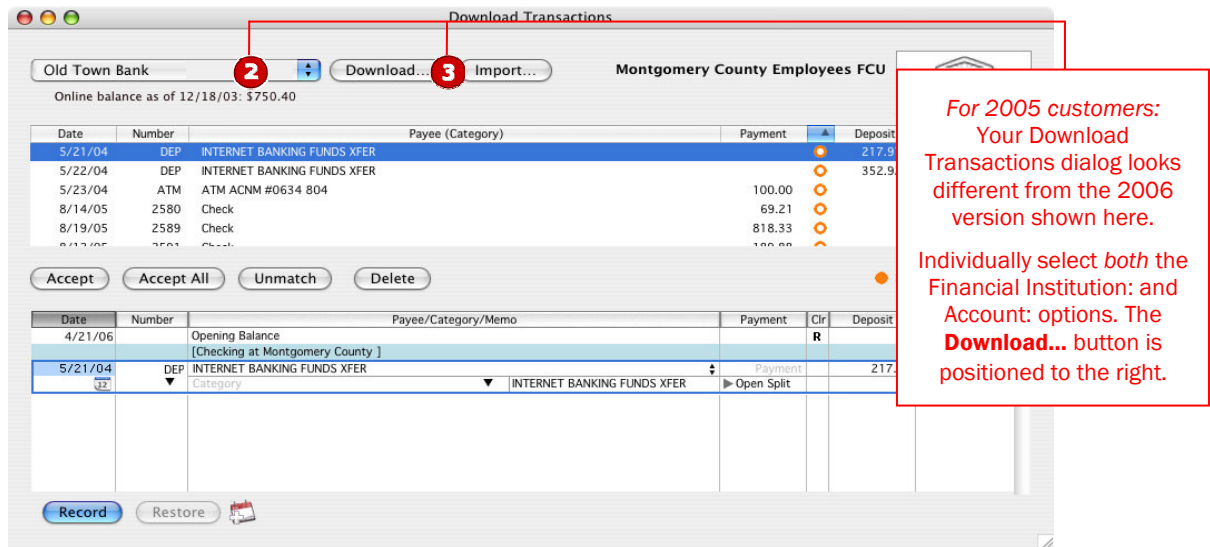 Download Transactions
Old Town Bank 2 Download... 3 Import... Montgomery County Employees FCU
Online balance as of 12/18/03: $750.40
Date Number Payee (Category) Payment Deposit
5/21/04 DEP INTERNET BANKING FUNDS XFER 217.9
5/22/04 DEP INTERNET BANKING FUNDS XFER 352.9
5/23/04 ATM ATM ACNM #0634 804 100.00
8/14/05 2580 Check 69.21
8/19/05 2589 Check 818.33
Accept Accept All Unmatch Delete
Date Number Payee/Category/Memo Payment Clr Deposit
4/21/06 Opening Balance R
[Checking at Montgomery County ]
5/21/04 DEP INTERNET BANKING FUNDS XFER Payment 217.
12 Category INTERNET BANKING FUNDS XFER Open Split
Record Restore
For 2005 customers:
Your Download
Transactions dialog looks
different from the 2006
version shown here.
Individually select both the
Financial Institution: and
Account: options. The
Download... button is
positioned to the right.